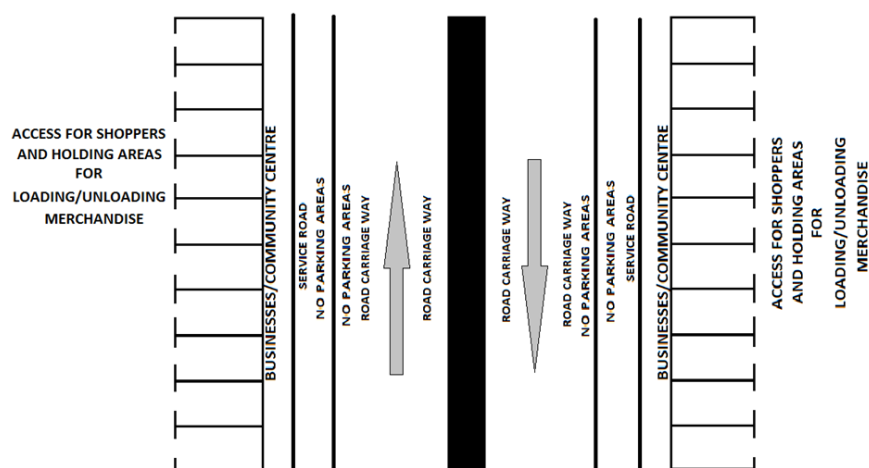 ACCESS FOR SHOPPERS
AND HOLDING AREAS
FOR
LOADING/UNLOADING
MERCHANDISE
BUSINESSES/COMMUNITY CENTRE
SERVICE ROAD
NO PARKING AREAS
NO PARKING AREAS
ROAD CARRIAGE WAY
ROAD CARRIAGE WAY
ROAD CARRIAGE WAY
ROAD CARRIAGE WAY
NO PARKING AREAS
NO PARKING AREAS
SERVICE ROAD
BUSINESSES/COMMUNITY CENTRE
ACCESS FOR SHOPPERS
AND HOLDING AREAS
FOR
LOADING/UNLOADING
MERCHANDISE